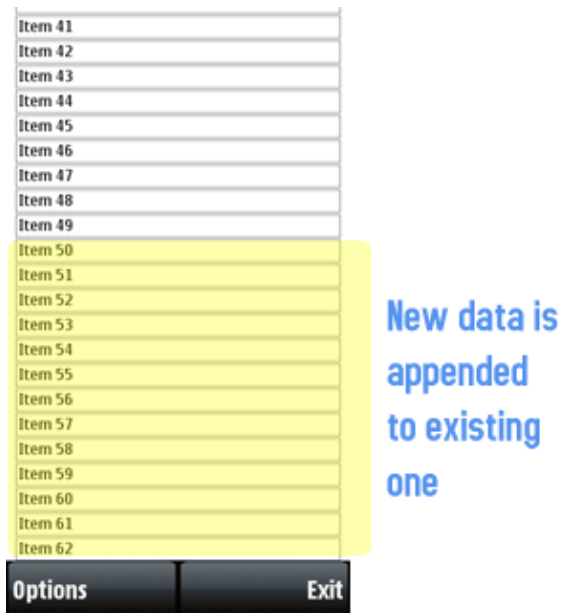 Item 41
Item 42
Item 43
Item 44
Item 45
Item 46
Item 47
Item 48
Item 49
Item 50
Item 51
Item 52
Item 53
Item 54
Item 55
Item 56
Item 57
Item 58
Item 59
Item 60
Item 61
Item 62
New data is
appended
to existing
one
Options
Exit